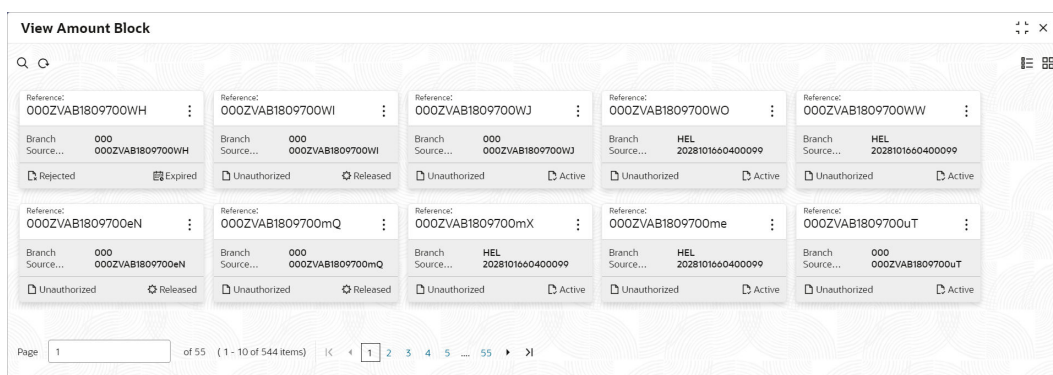 View Amount Block
Reference:
000ZVAB1809700WH
Branch 000
Source... 000ZVAB1809700WH
Rejected Expired
Reference:
000ZVAB1809700WI
Branch 000
Source... 000ZVAB1809700WI
Unauthorized Released
Reference:
000ZVAB1809700WJ
Branch 000
Source... 000ZVAB1809700WJ
Unauthorized Active
Reference:
000ZVAB1809700WO
Branch HEL
Source... 2028101660400099
Unauthorized Active
Reference:
000ZVAB1809700WW
Branch HEL
Source... 2028101660400099
Unauthorized Active
Reference:
000ZVAB1809700eN
Branch 000
Source... 000ZVAB1809700eN
Unauthorized Released
Reference:
000ZVAB1809700mQ
Branch 000
Source... 000ZVAB1809700mQ
Unauthorized Released
Reference:
000ZVAB1809700mX
Branch HEL
Source... 2028101660400099
Unauthorized Active
Reference:
000ZVAB1809700me
Branch HEL
Source... 2028101660400099
Unauthorized Active
Reference:
000ZVAB1809700uT
Branch 000
Source... 000ZVAB1809700uT
Unauthorized Active
Page 1 of 55 ( 1 - 10 of 544 items) 1 2 3 4 5 .... 55